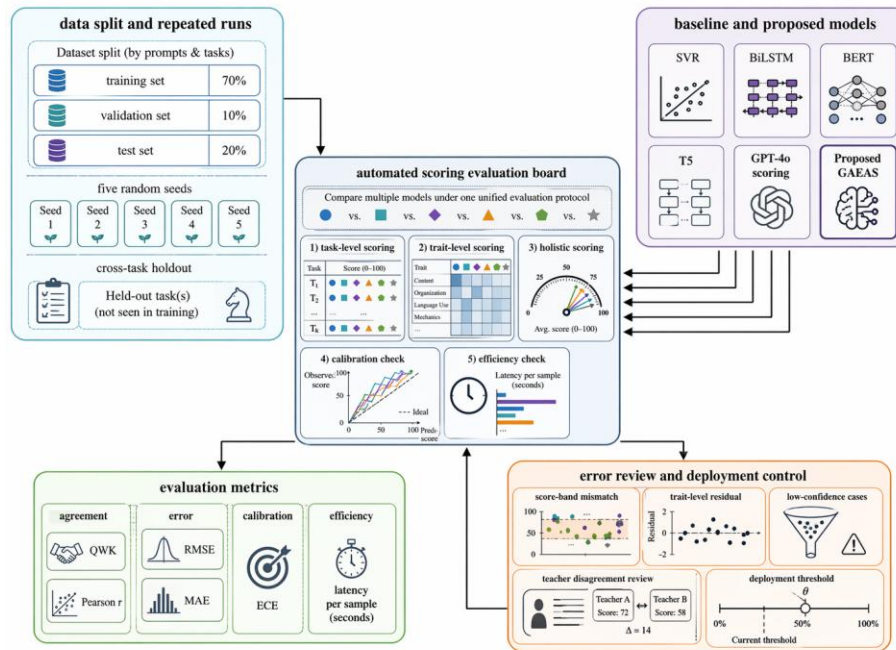 data split and repeated runs
Dataset split (by prompts & tasks)
training set 70%
validation set 10%
test set 20%
five random seeds
Seed 1
Seed 2
Seed 3
Seed 4
Seed 5
cross-task holdout
Held-out task(s)
(not seen in training)
baseline and proposed models
SVR
BiLSTM
BERT
T5
GPT-4o
scoring
Proposed
GAEAS
automated scoring evaluation board
Compare multiple models under one unified evaluation protocol
vs. vs. vs. vs. vs.
1) task-level scoring
Task Score (0–100)
T1
T2
... ...
Tk
2) trait-level scoring
Trait
Content
Organization
Language Use
Mechanics
...
3) holistic scoring
0 25 50 75 100
Avg. score (0–100)
4) calibration check
Observec
score
100
50
0
0 50 100
Pred-
score
Ideal
5) efficiency check
Latency per sample
(seconds)
...
evaluation metrics
agreement
QWK
Pearson r
error
RMSE
MAE
calibration
ECE
efficiency
latency
per sample
(seconds)
error review and deployment control
score-band mismatch
100
50
0
...
...
trait-level residual
Residual
2
0
-2
low-confidence cases
teacher disagreement review
Teacher A
Score: 72
Teacher B
Score: 58
Δ = 14
deployment threshold
θ
0% 50% 100%
Current threshold